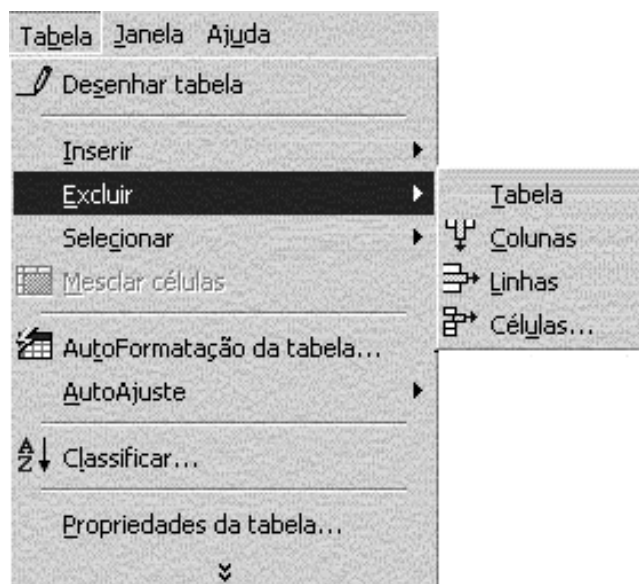 Tabela Janela Ajuda
Desenhar tabela
Inserir
Excluir
Selecionar
Mesclar células
AutoFormatação da tabela...
AutoAjuste
Classificar...
Propriedades da tabela...
Tabela
Colunas
Linhas
Células...